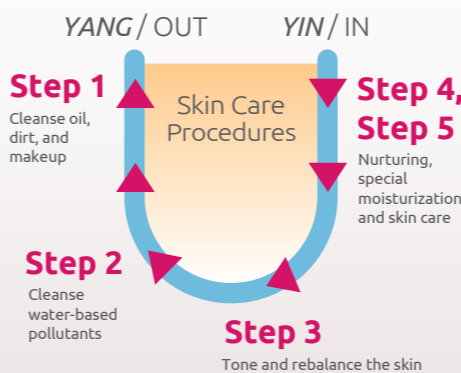 YANG / OUT
YIN / IN
Step 1
Cleanse oil,
dirt, and
makeup
Skin Care
Procedures
Step 4,
Step 5
Nurturing,
special
moisturization
and skin care
Step 2
Cleanse
water-based
pollutants
Step 3
Tone and rebalance the skin